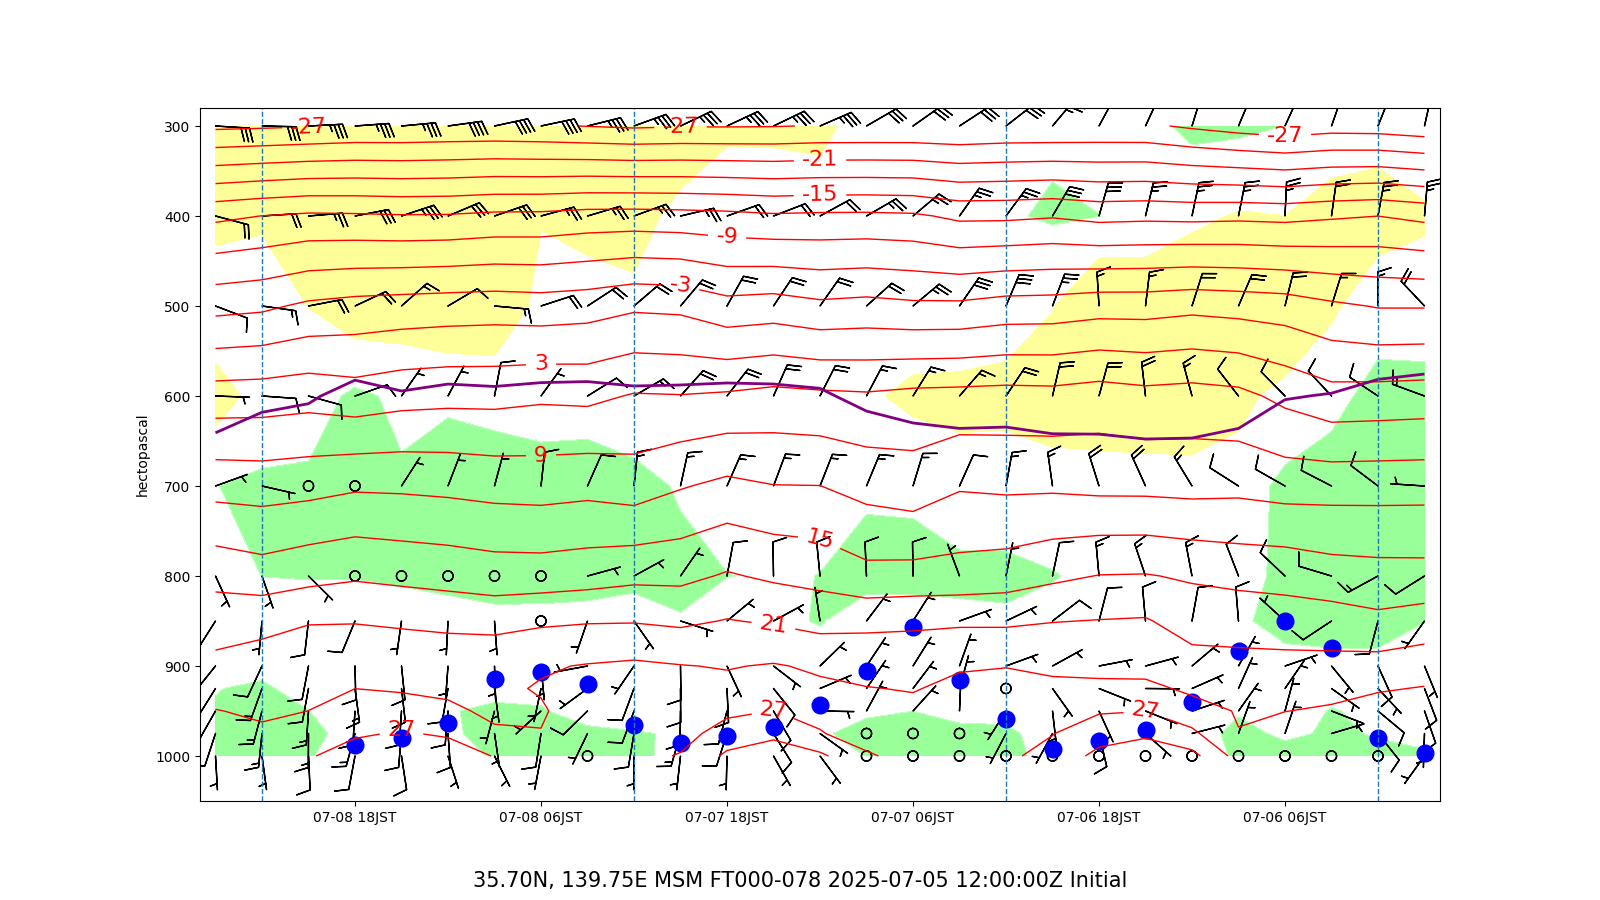 hectopascal
300
400
500
600
700
800
900
1000
27
-27
-27
-21
-15
-9
-3
3
9
15
21
27
27
27
07-08 18JST
07-08 06JST
07-07 18JST
07-07 06JST
07-06 18JST
07-06 06JST
35.70N, 139.75E MSM FT000-078 2025-07-05 12:00:00Z Initial